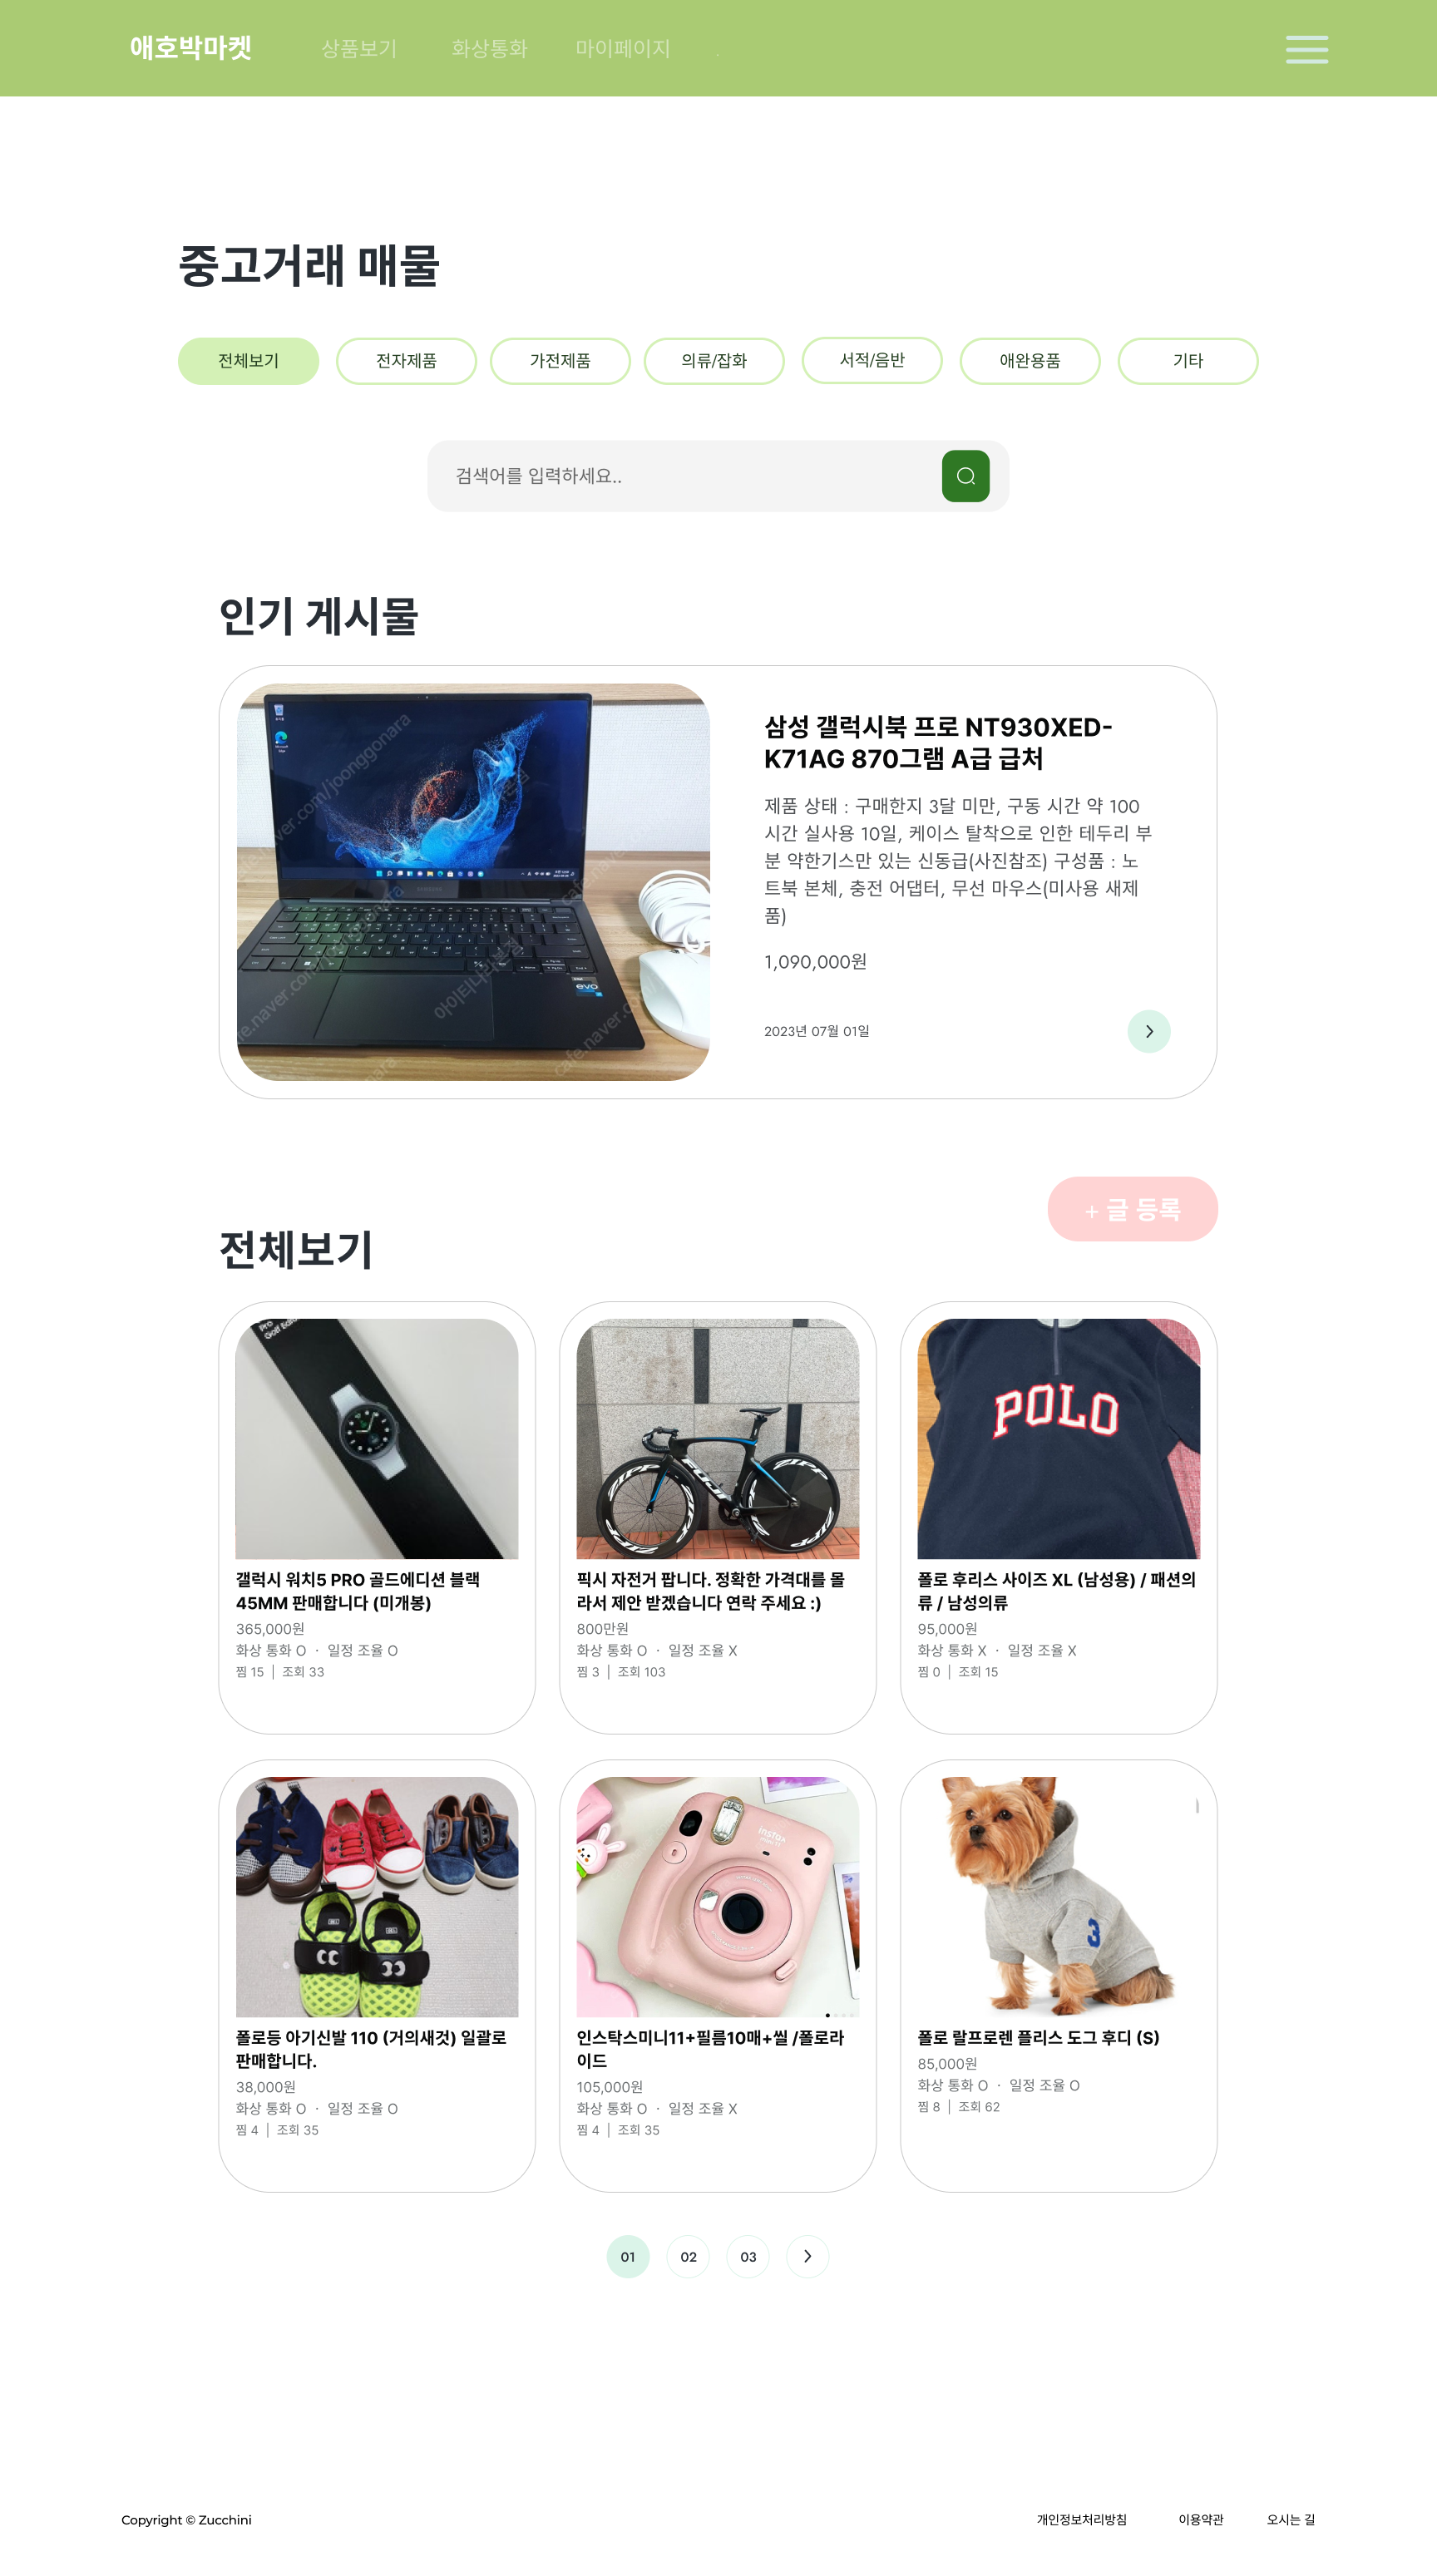 애호박마켓
상품보기
화상통화
마이페이지
중고거래 매물
전체보기
전자제품
가전제품
의류/잡화
서적/음반
애완용품
기타
검색어를 입력하세요..
인기 게시물
cafe.naver.com/joonggonara
SAMSUNG
evo
삼성 갤럭시북 프로 NT930XED-
K71AG 870그램 A급 급처
제품 상태 : 구매한지 3달 미만, 구동 시간 약 100
시간 실사용 10일, 케이스 탈착으로 인한 테두리 부
분 약한기스만 있는 신동급(사진참조) 구성품 : 노
트북 본체, 충전 어댑터, 무선 마우스(미사용 새제
품)
1,090,000원
2023년 07월 01일
+ 글 등록
전체보기
Pro
ZIPP
FUJI
ZIPP
POLO
갤럭시 워치5 PRO 골드에디션 블랙
45MM 판매합니다 (미개봉)
365,000원
화상 통화 O · 일정 조율 O
찜 15 | 조회 33
픽시 자전거 팝니다. 정확한 가격대를 몰
라서 제안 받겠습니다 연락 주세요 :)
800만원
화상 통화 O · 일정 조율 X
찜 3 | 조회 103
폴로 후리스 사이즈 XL (남성용) / 패션의
류 / 남성의류
95,000원
화상 통화 X · 일정 조율 X
찜 0 | 조회 15
instax
mini 11
3
폴로등 아기신발 110 (거의새것) 일괄로
판매합니다.
38,000원
화상 통화 O · 일정 조율 O
찜 4 | 조회 35
인스탁스미니11+필름10매+씰 /폴로라
이드
105,000원
화상 통화 O · 일정 조율 X
찜 4 | 조회 35
폴로 랄프로렌 플리스 도그 후디 (S)
85,000원
화상 통화 O · 일정 조율 O
찜 8 | 조회 62
01
02
03
Copyright © Zucchini
개인정보처리방침
이용약관
오시는 길